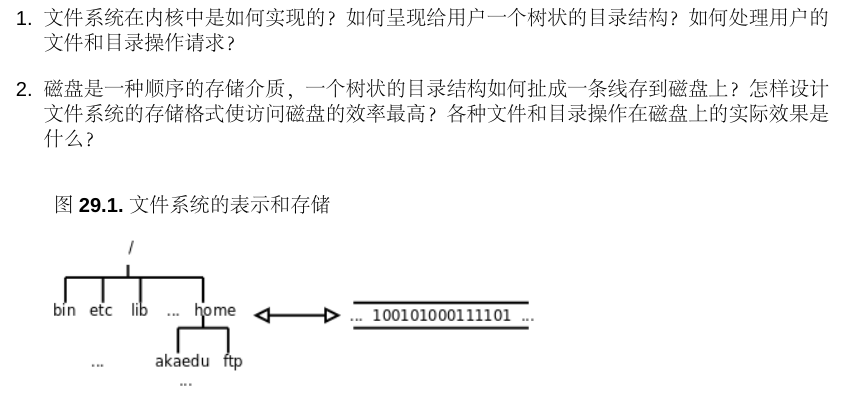 1. 文件系统在内核中是如何实现的？如何呈现给用户一个树状的目录结构？如何处理用户的
文件和目录操作请求？
2. 磁盘是一种顺序的存储介质，一个树状的目录结构如何扯成一条线存到磁盘上？怎样设计
文件系统的存储格式使访问磁盘的效率最高？各种文件和目录操作在磁盘上的实际效果是
什么？
图 29.1. 文件系统的表示和存储
/
bin etc lib ... home
... 100101000111101 ...
... akaedu ftp
...